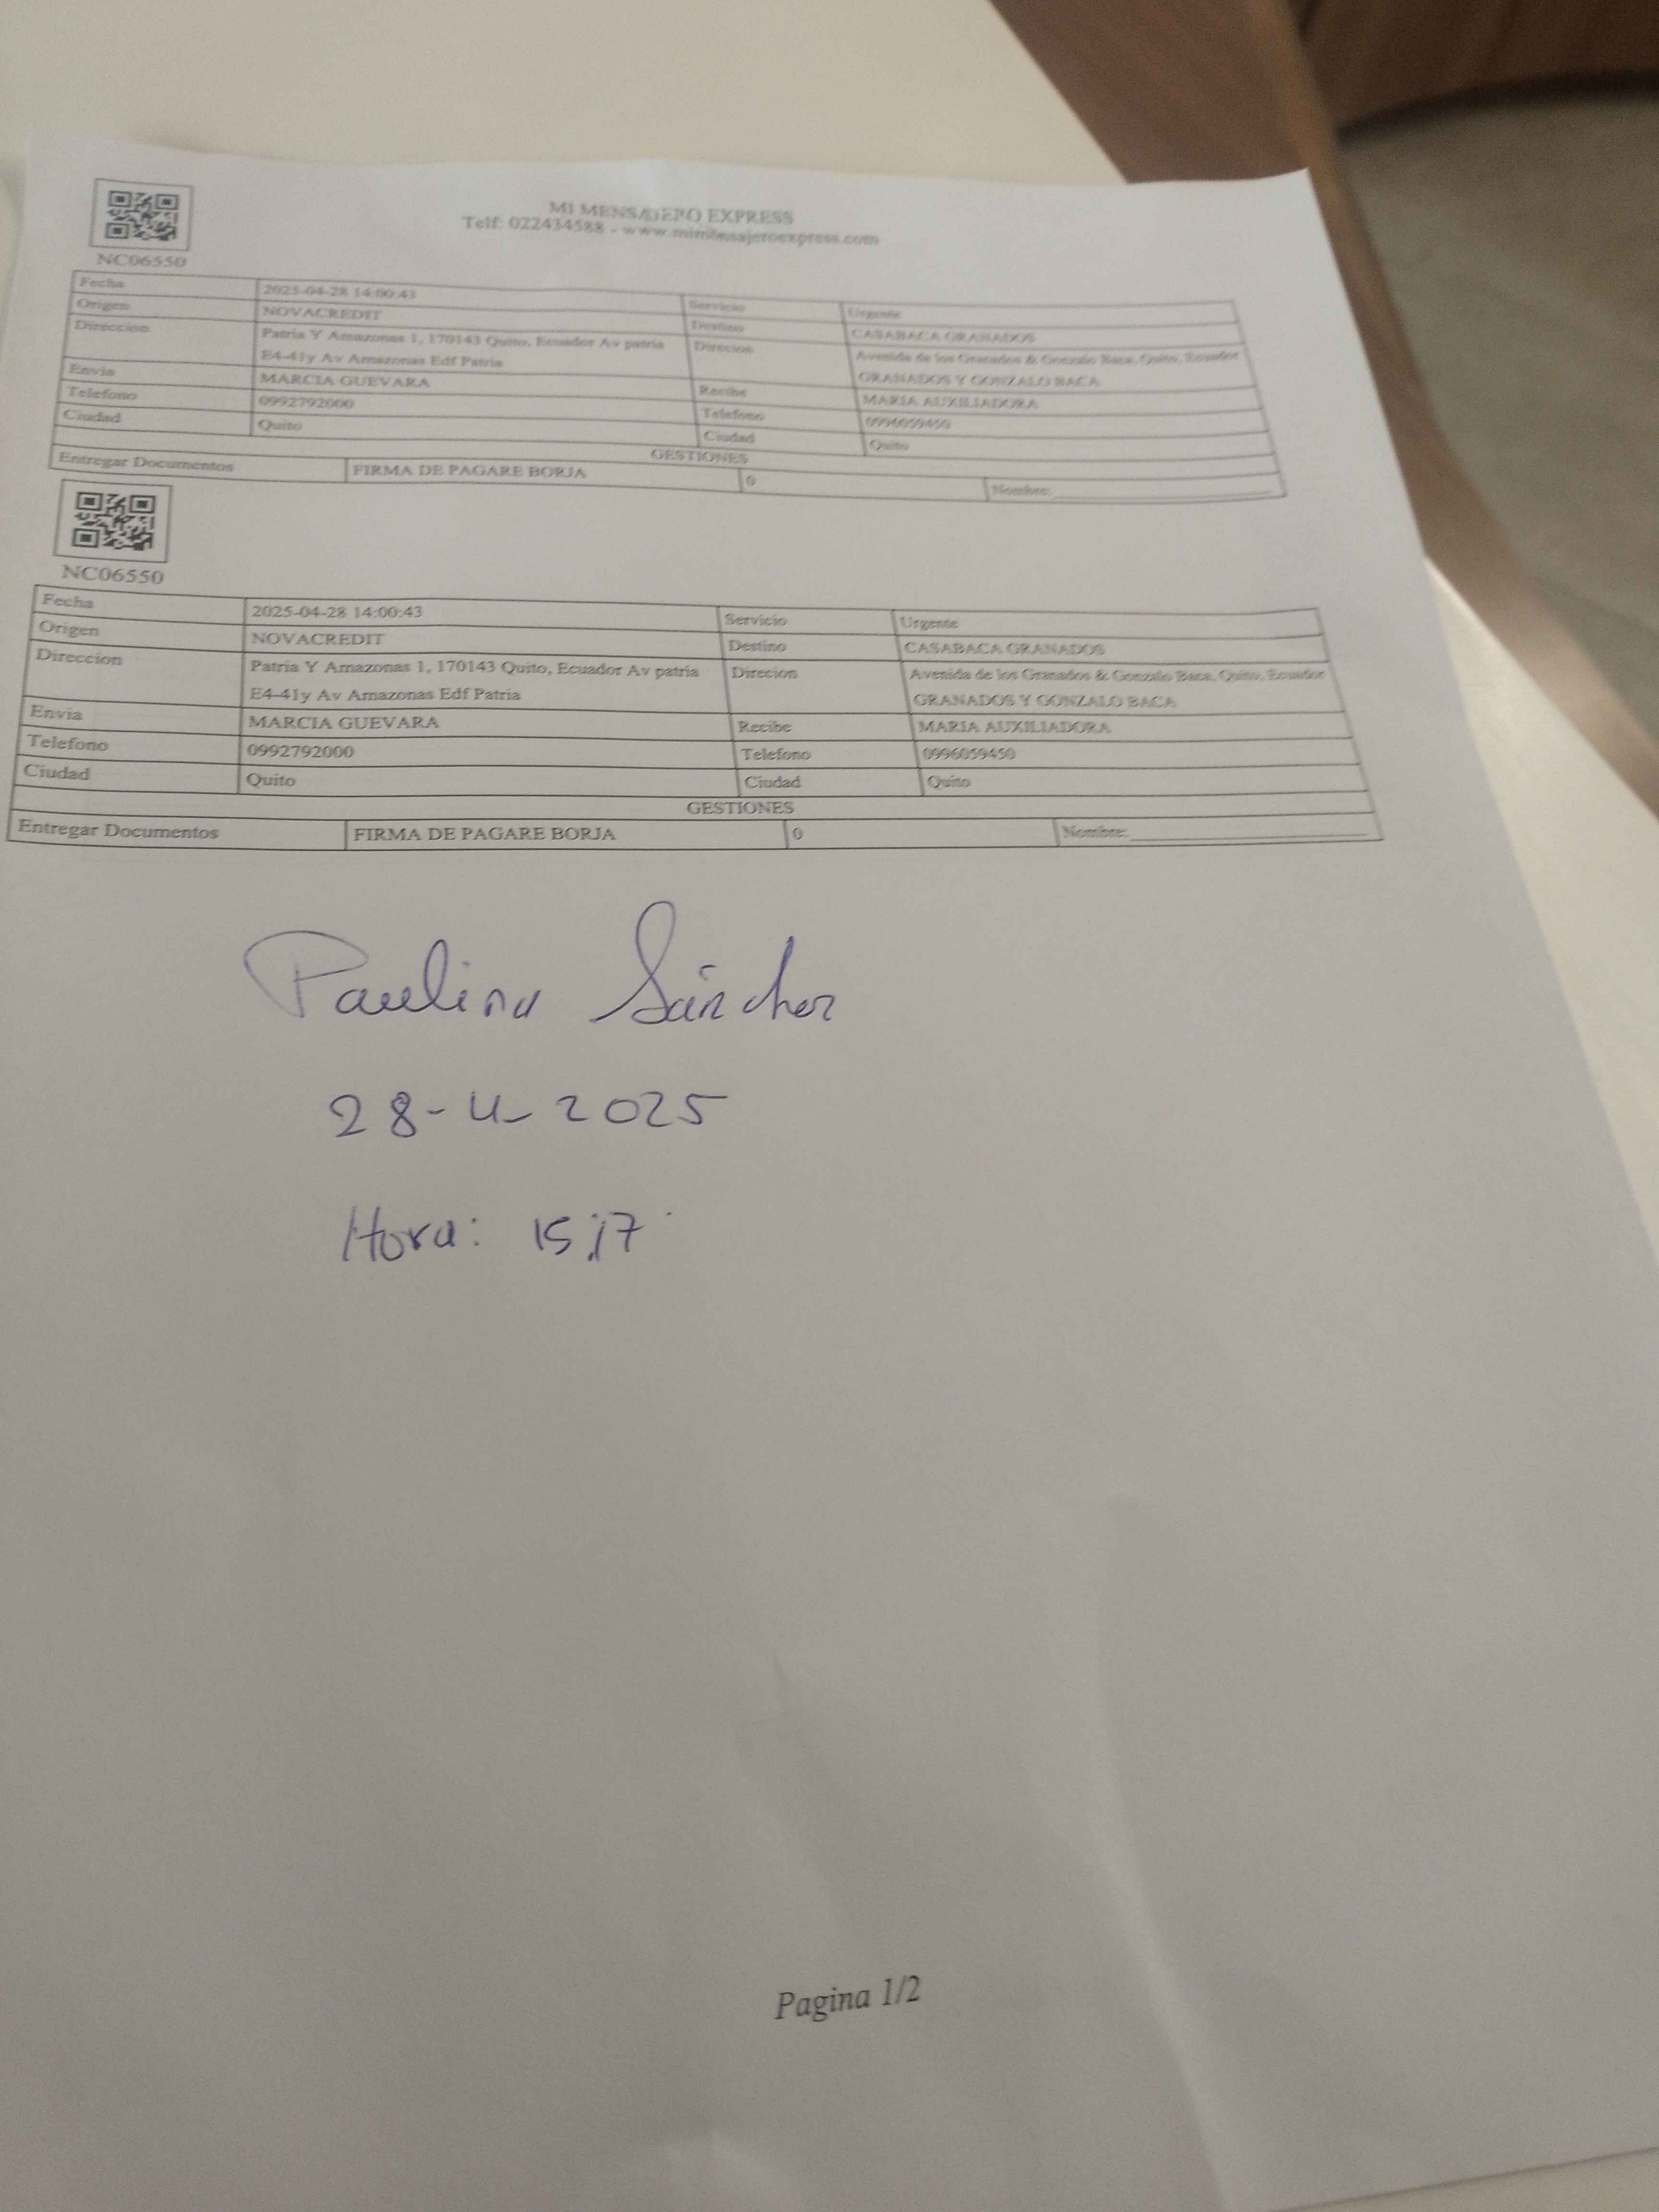 MI MENSAJERO EXPRESS
Telf: 022434588 - www.mimensajeroexpress.com
NC06550
Fecha 2025-04-28 14:00:43 Servicio Urgente
Origen NOVACREDIT Destino CASABACA GRANADOS
Direccion Patria Y Amazonas 1, 170143 Quito, Ecuador Av patria Direcion Avenida de los Granados & Gonzalo Baca, Quito, Ecuador
E4-41y Av Amazonas Edf Patria GRANADOS Y GONZALO BACA
Envia MARCIA GUEVARA Recibe MARIA AUXILIADORA
Telefono 0992792000 Telefono 0996059450
Ciudad Quito Ciudad Quito
GESTIONES
Entregar Documentos FIRMA DE PAGARE BORJA 0 Nombre:
NC06550
Fecha 2025-04-28 14:00:43 Servicio Urgente
Origen NOVACREDIT Destino CASABACA GRANADOS
Direccion Patria Y Amazonas 1, 170143 Quito, Ecuador Av patria Direcion Avenida de los Granados & Gonzalo Baca, Quito, Ecuador
E4-41y Av Amazonas Edf Patria GRANADOS Y GONZALO BACA
Envia MARCIA GUEVARA Recibe MARIA AUXILIADORA
Telefono 0992792000 Telefono 0996059450
Ciudad Quito Ciudad Quito
GESTIONES
Entregar Documentos FIRMA DE PAGARE BORJA 0 Nombre:
Paulina Sánchez
28-4-2025
Hora: 15:17
Pagina 1/2